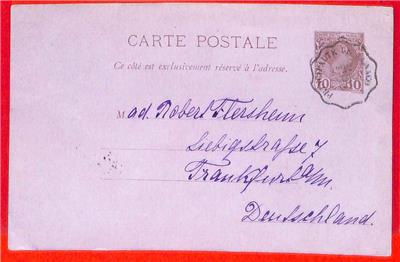 CARTE POSTALE
Ce côté est exclusivement réservé à l'adresse.
10 10
Mad. Robert Flersheim
Liebigstrasse 7
Frankfurt a/m.
Deutschland.